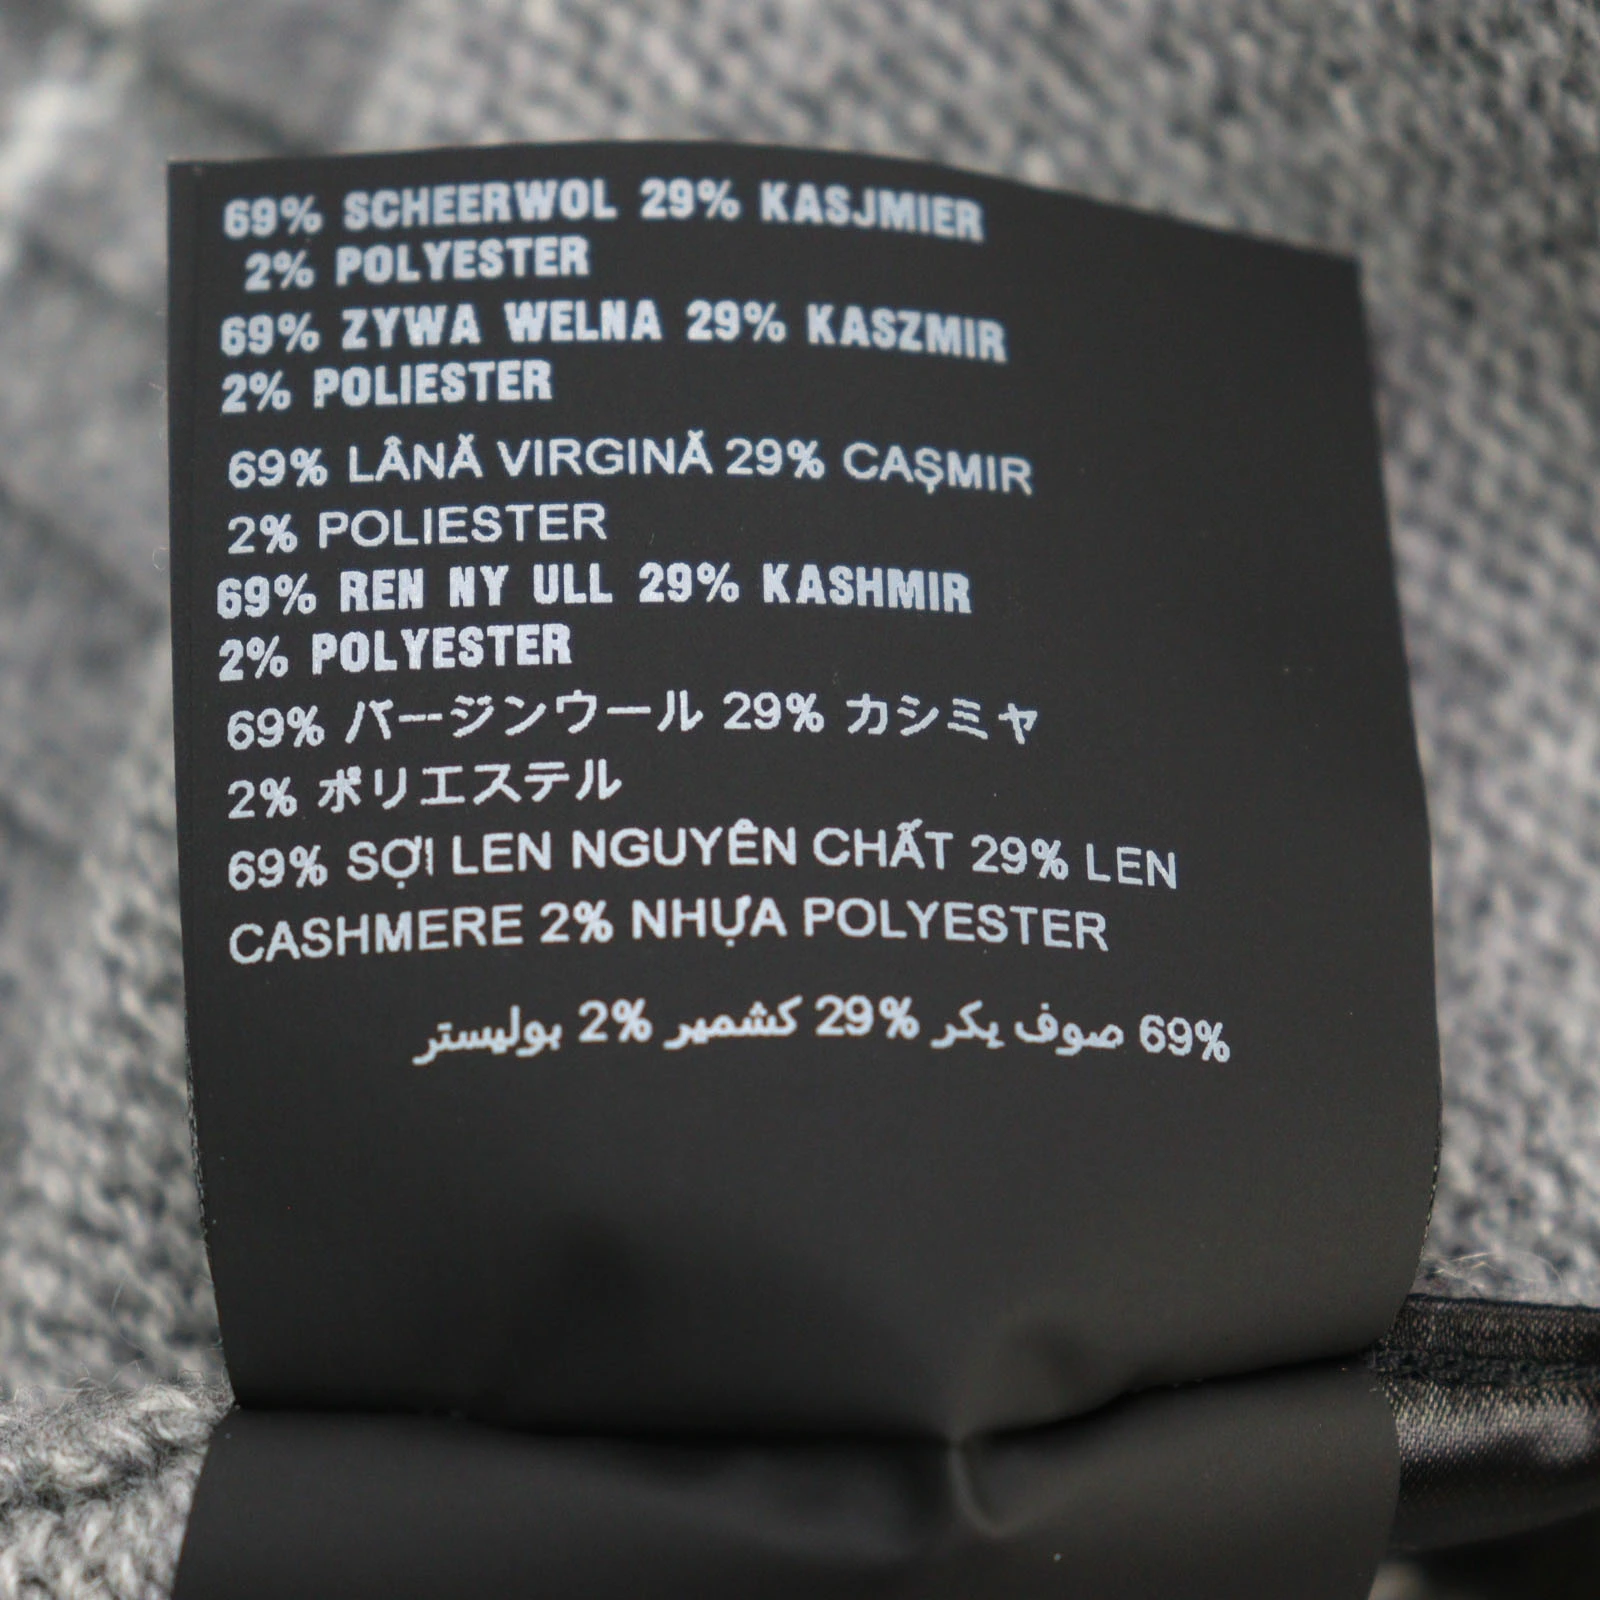 69% SCHEERWOL 29% KASJMIER
2% POLYESTER
69% ZYWA WELNA 29% KASZMIR
2% POLIESTER
69% LÂNĂ VIRGINĂ 29% CAŞMIR
2% POLIESTER
69% REN NY ULL 29% KASHMIR
2% POLYESTER
69% バージンウール 29% カシミヤ
2% ポリエステル
69% SỢI LEN NGUYÊN CHẤT 29% LEN
CASHMERE 2% NHỰA POLYESTER
69% صوف بكر 29% كشمير 2% بوليستر